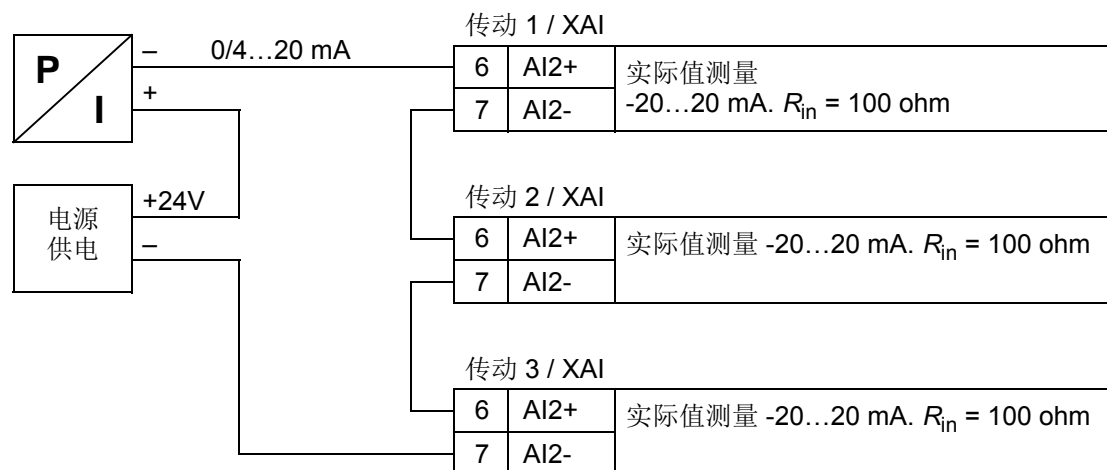 传动 1 / XAI
– 0/4…20 mA
P
I
+
6 AI2+ 实际值测量
7 AI2- -20…20 mA. Rin = 100 ohm
传动 2 / XAI
电源
供电
+24V
–
6 AI2+ 实际值测量 -20…20 mA. Rin = 100 ohm
7 AI2-
传动 3 / XAI
6 AI2+ 实际值测量 -20…20 mA. Rin = 100 ohm
7 AI2-